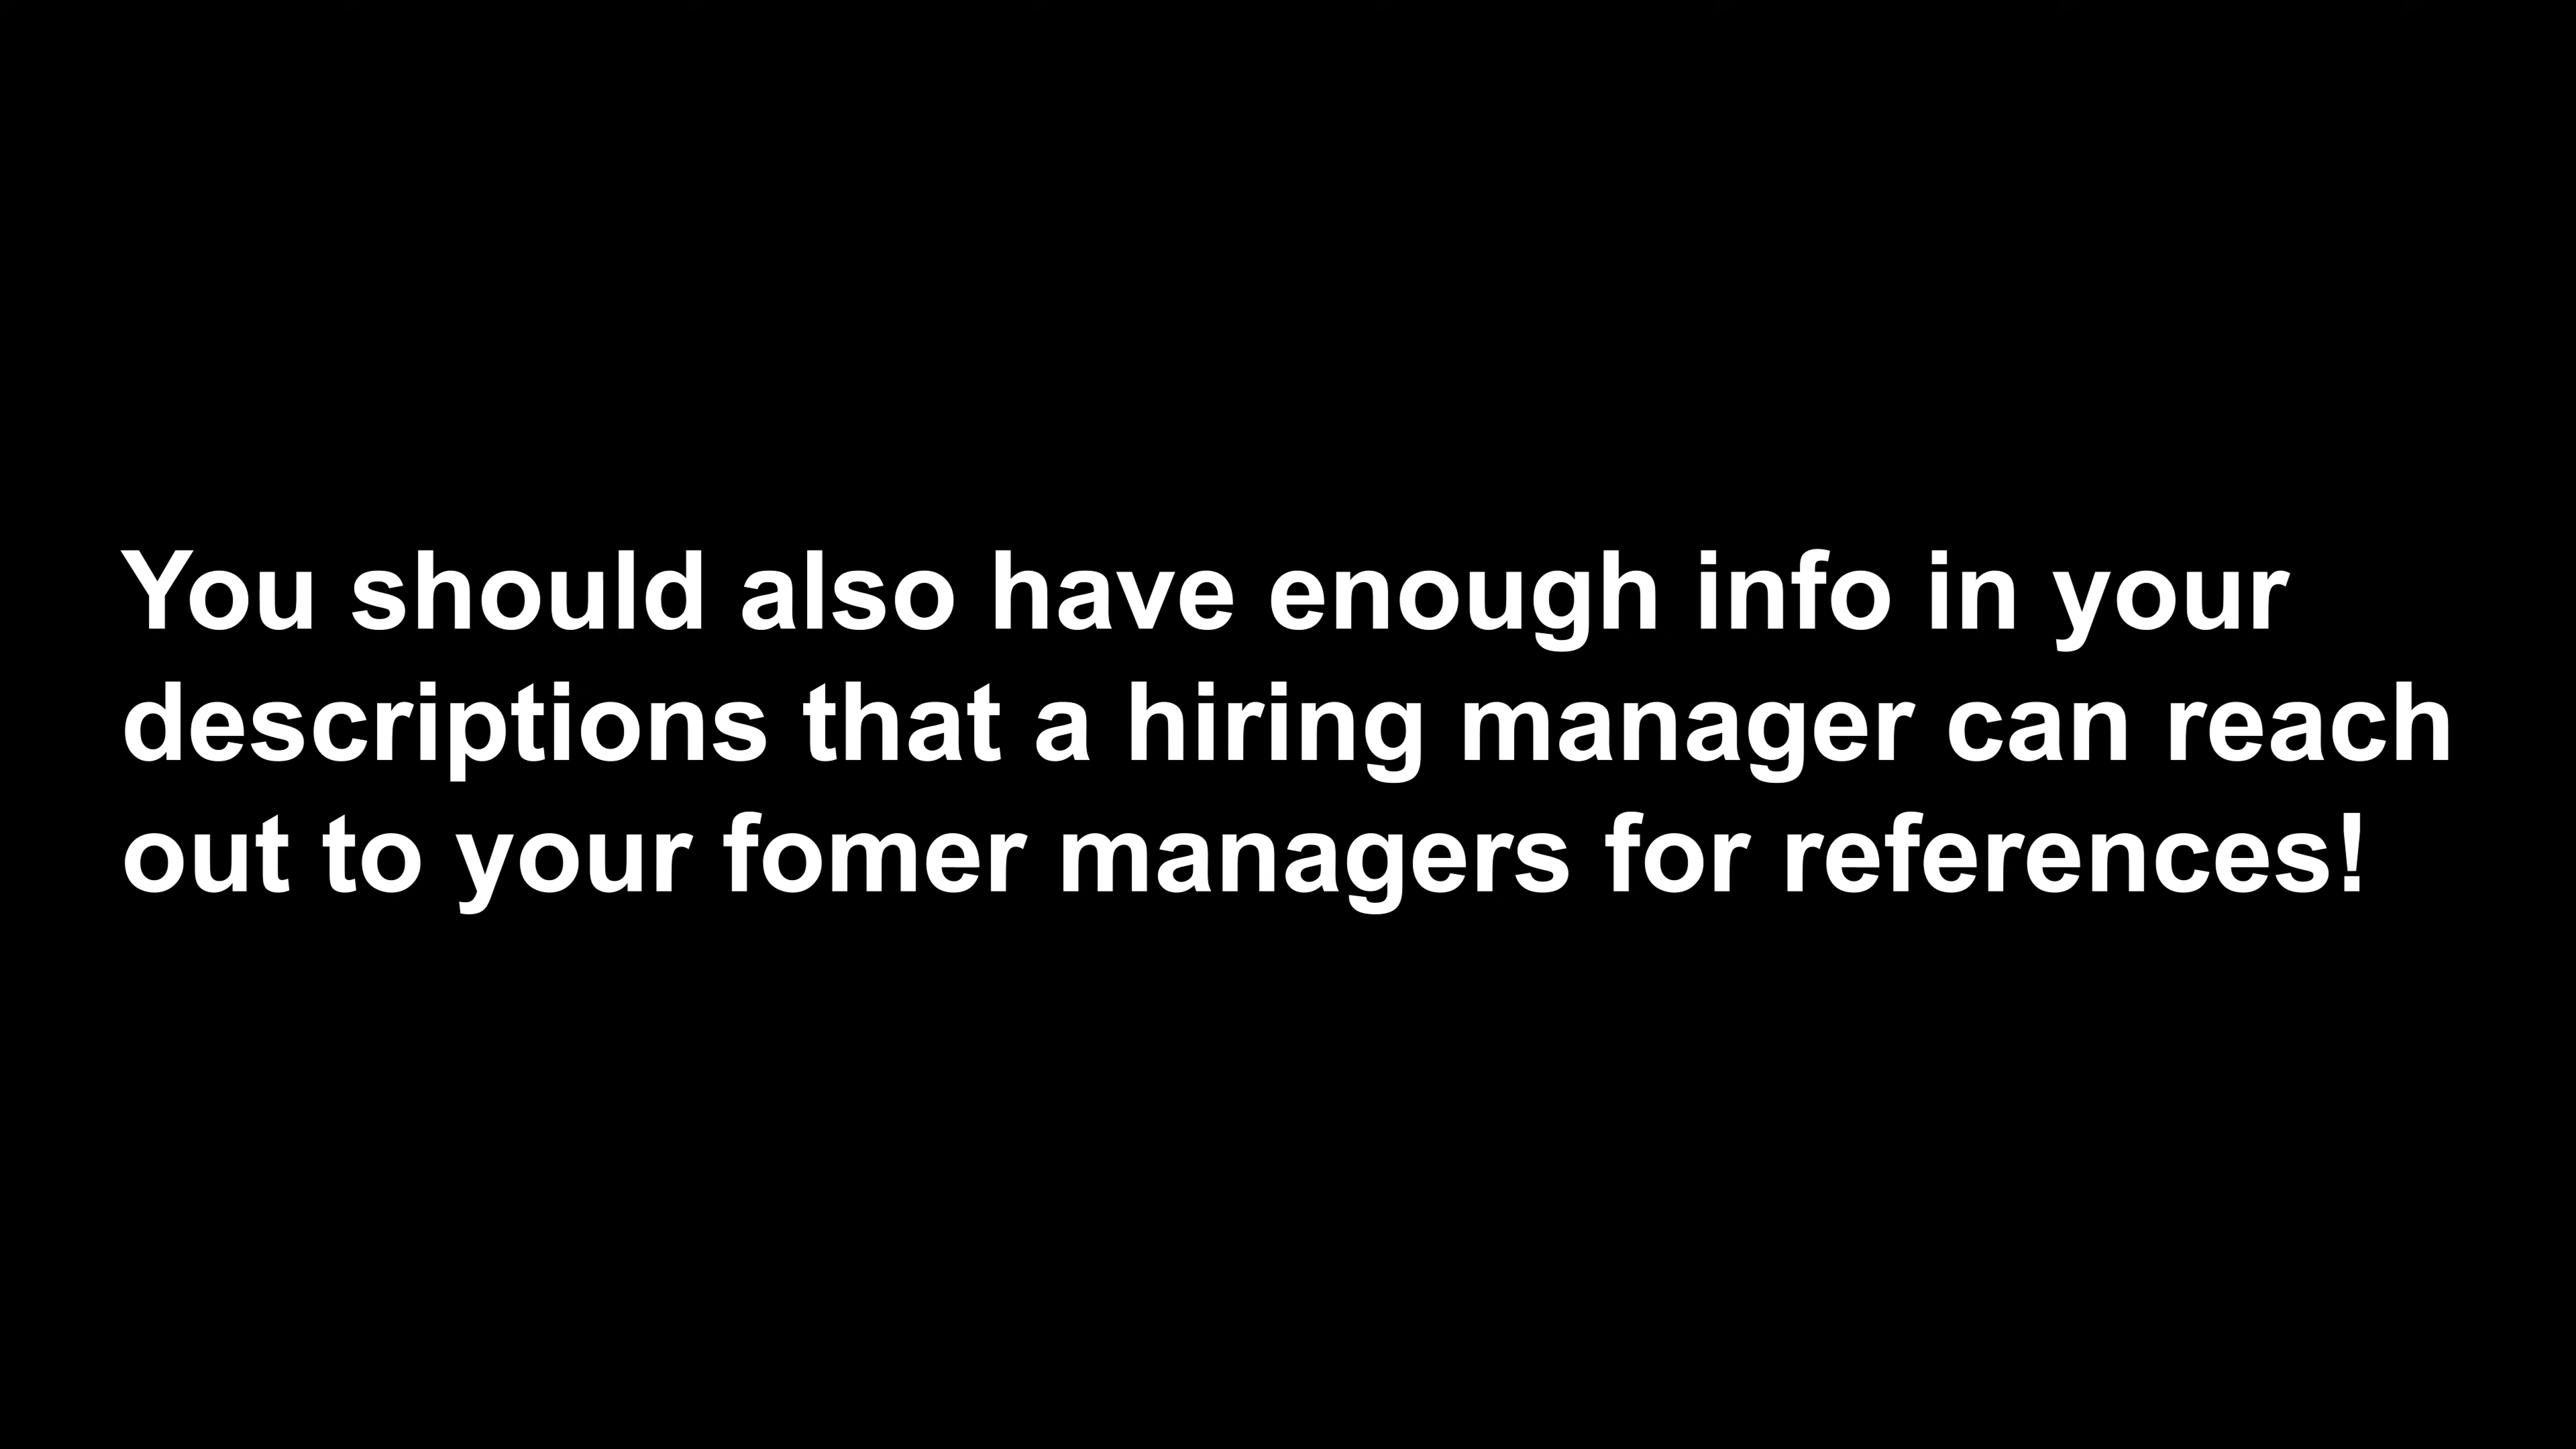 You should also have enough info in your
descriptions that a hiring manager can reach
out to your fomer managers for references!